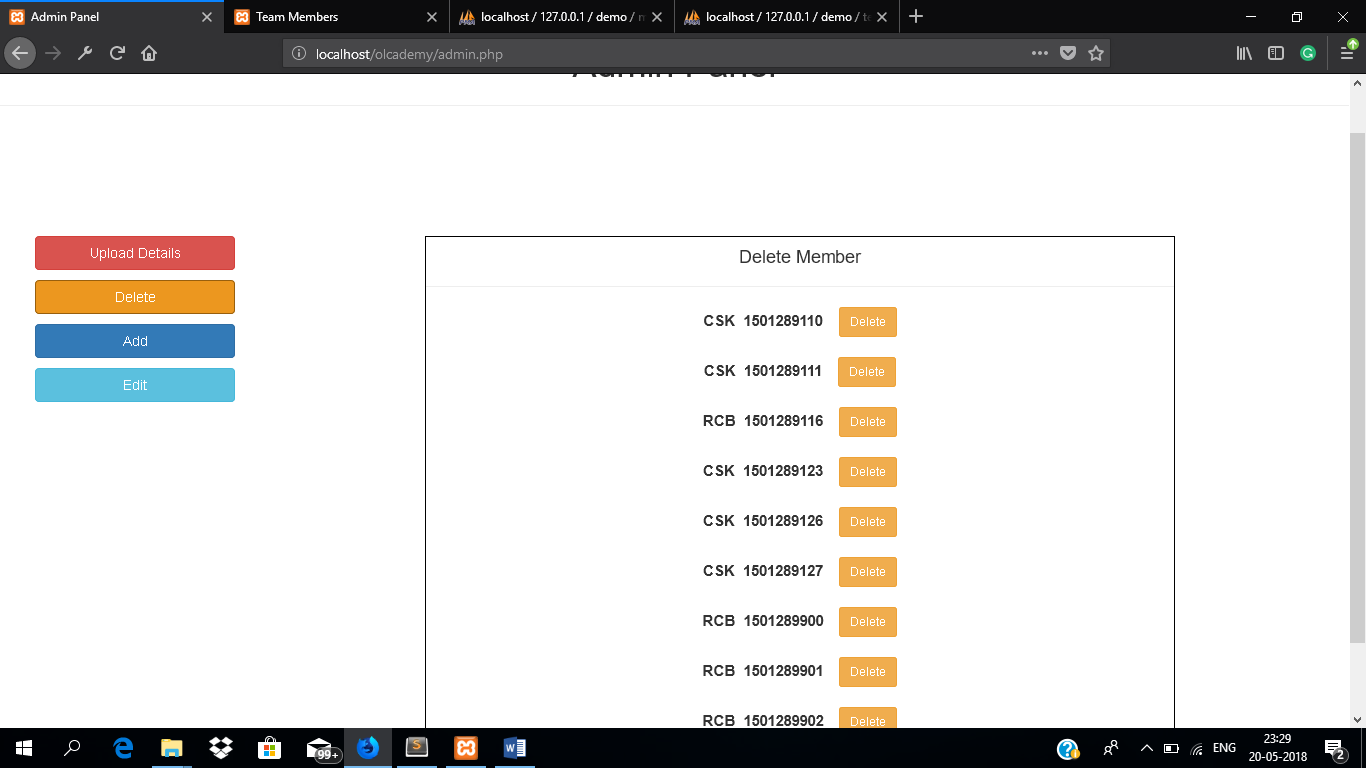 Admin Panel
Team Members
localhost / 127.0.0.1 / demo / m
localhost / 127.0.0.1 / demo / te
localhost/olcademy/admin.php
Admin Panel
Upload Details
Delete
Add
Edit
Delete Member
CSK 1501289110 Delete
CSK 1501289111 Delete
RCB 1501289116 Delete
CSK 1501289123 Delete
CSK 1501289126 Delete
CSK 1501289127 Delete
RCB 1501289900 Delete
RCB 1501289901 Delete
RCB 1501289902 Delete
99+
ENG
23:29
20-05-2018
2